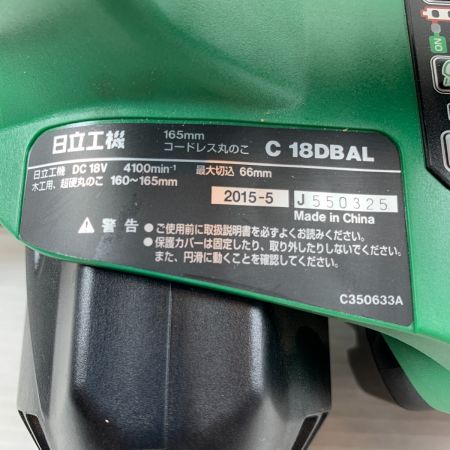 日立工機
165mm
コードレス丸のこ
C 18DBAL
日立工機 DC 18V 4100min⁻¹ 最大切込 66mm
木工用、超硬丸のこ 160~165mm
2015-5 J 550325
Made in China
警告
●ご使用前に取扱説明書を必ずよくお読みください。
●保護カバーは固定したり、取り外したりしないでください。
また、円滑に動くことを確認ください。
C350633A
ON